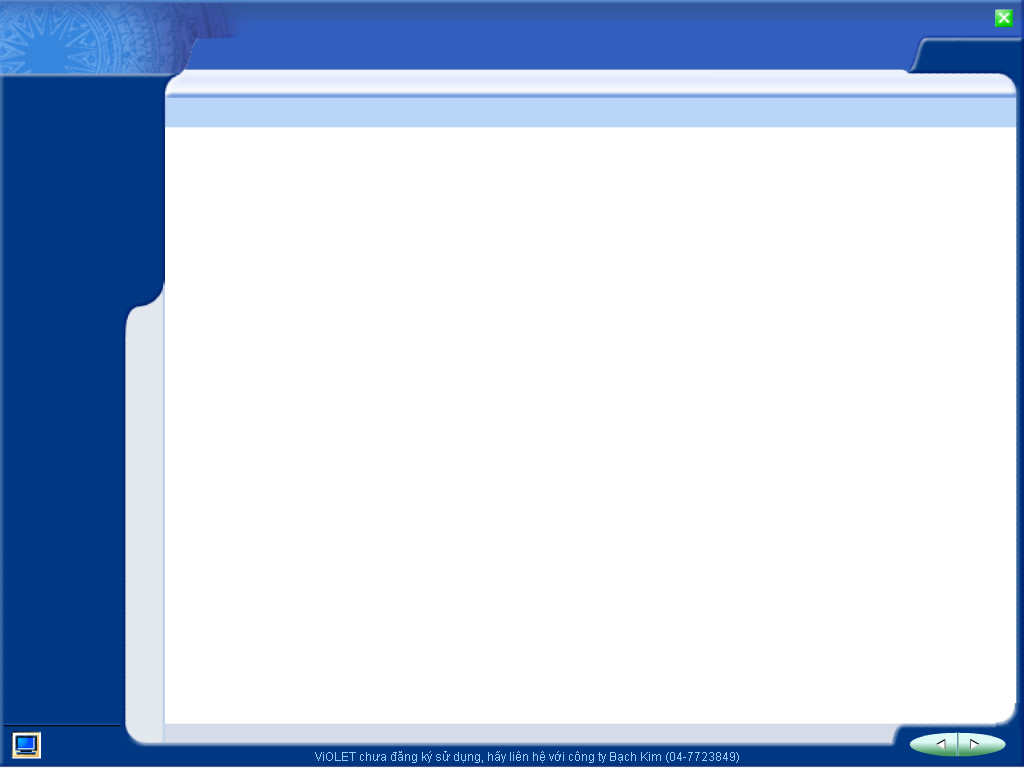 ViOLET chưa đăng ký sử dụng, hãy liên hệ với công ty Bạch Kim (04-7723849)